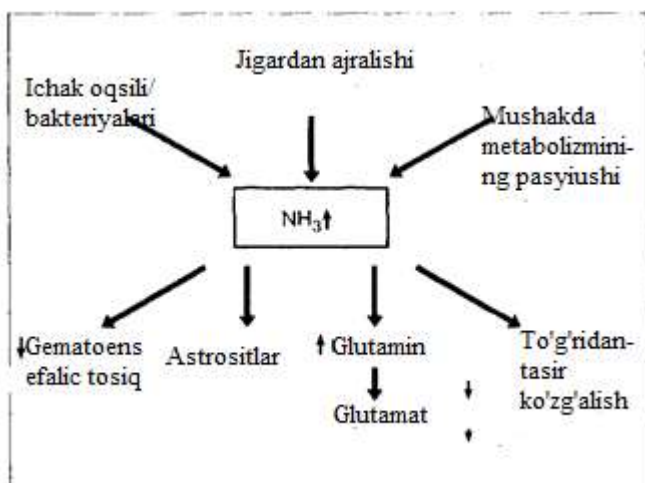 Jigardan ajralishi
Ichak oqsili/
bakteriyalari
Mushakda
metabolizmini-
ng pasyiushi
NH₃↑
↓Gematoens
efalic tosiq
Astrositlar
↑Glutamin
Glutamat
To'g'ridan-
tasir
ko'zg'alish